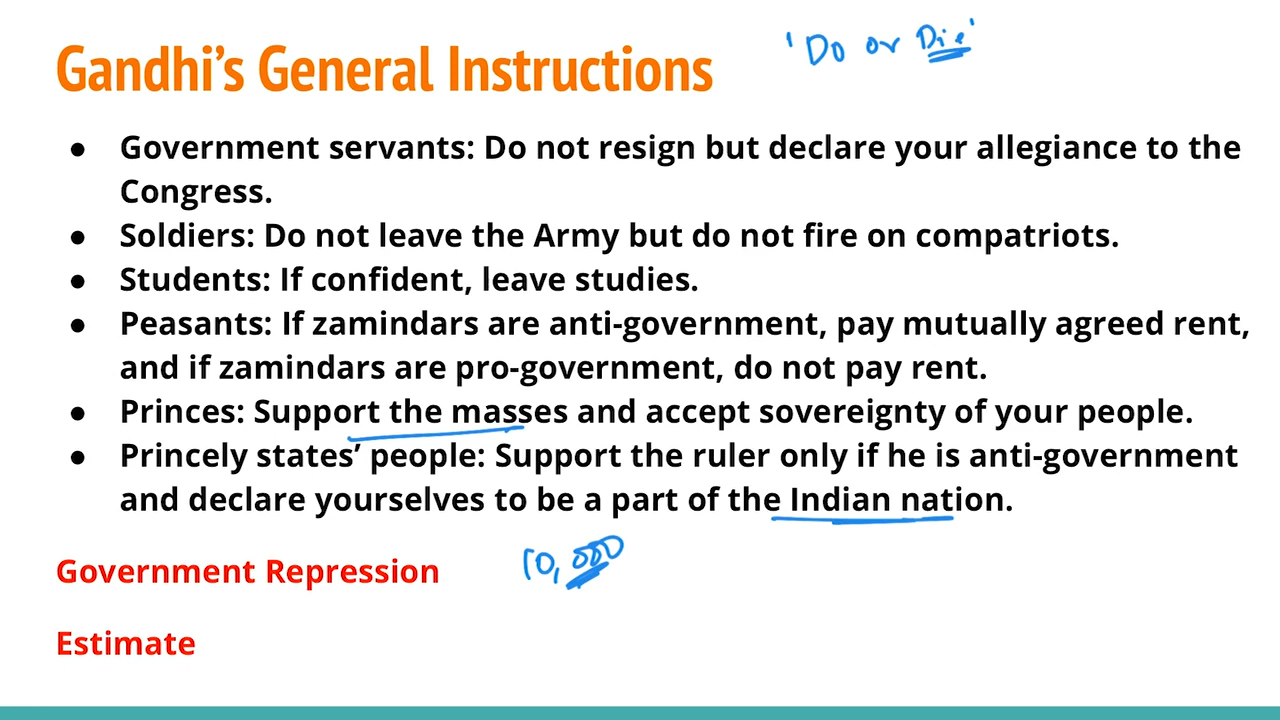 Gandhi’s General Instructions
'Do or Die'
● Government servants: Do not resign but declare your allegiance to the
Congress.
● Soldiers: Do not leave the Army but do not fire on compatriots.
● Students: If confident, leave studies.
● Peasants: If zamindars are anti-government, pay mutually agreed rent,
and if zamindars are pro-government, do not pay rent.
● Princes: Support the masses and accept sovereignty of your people.
● Princely states’ people: Support the ruler only if he is anti-government
and declare yourselves to be a part of the Indian nation.
Government Repression
10,000
Estimate